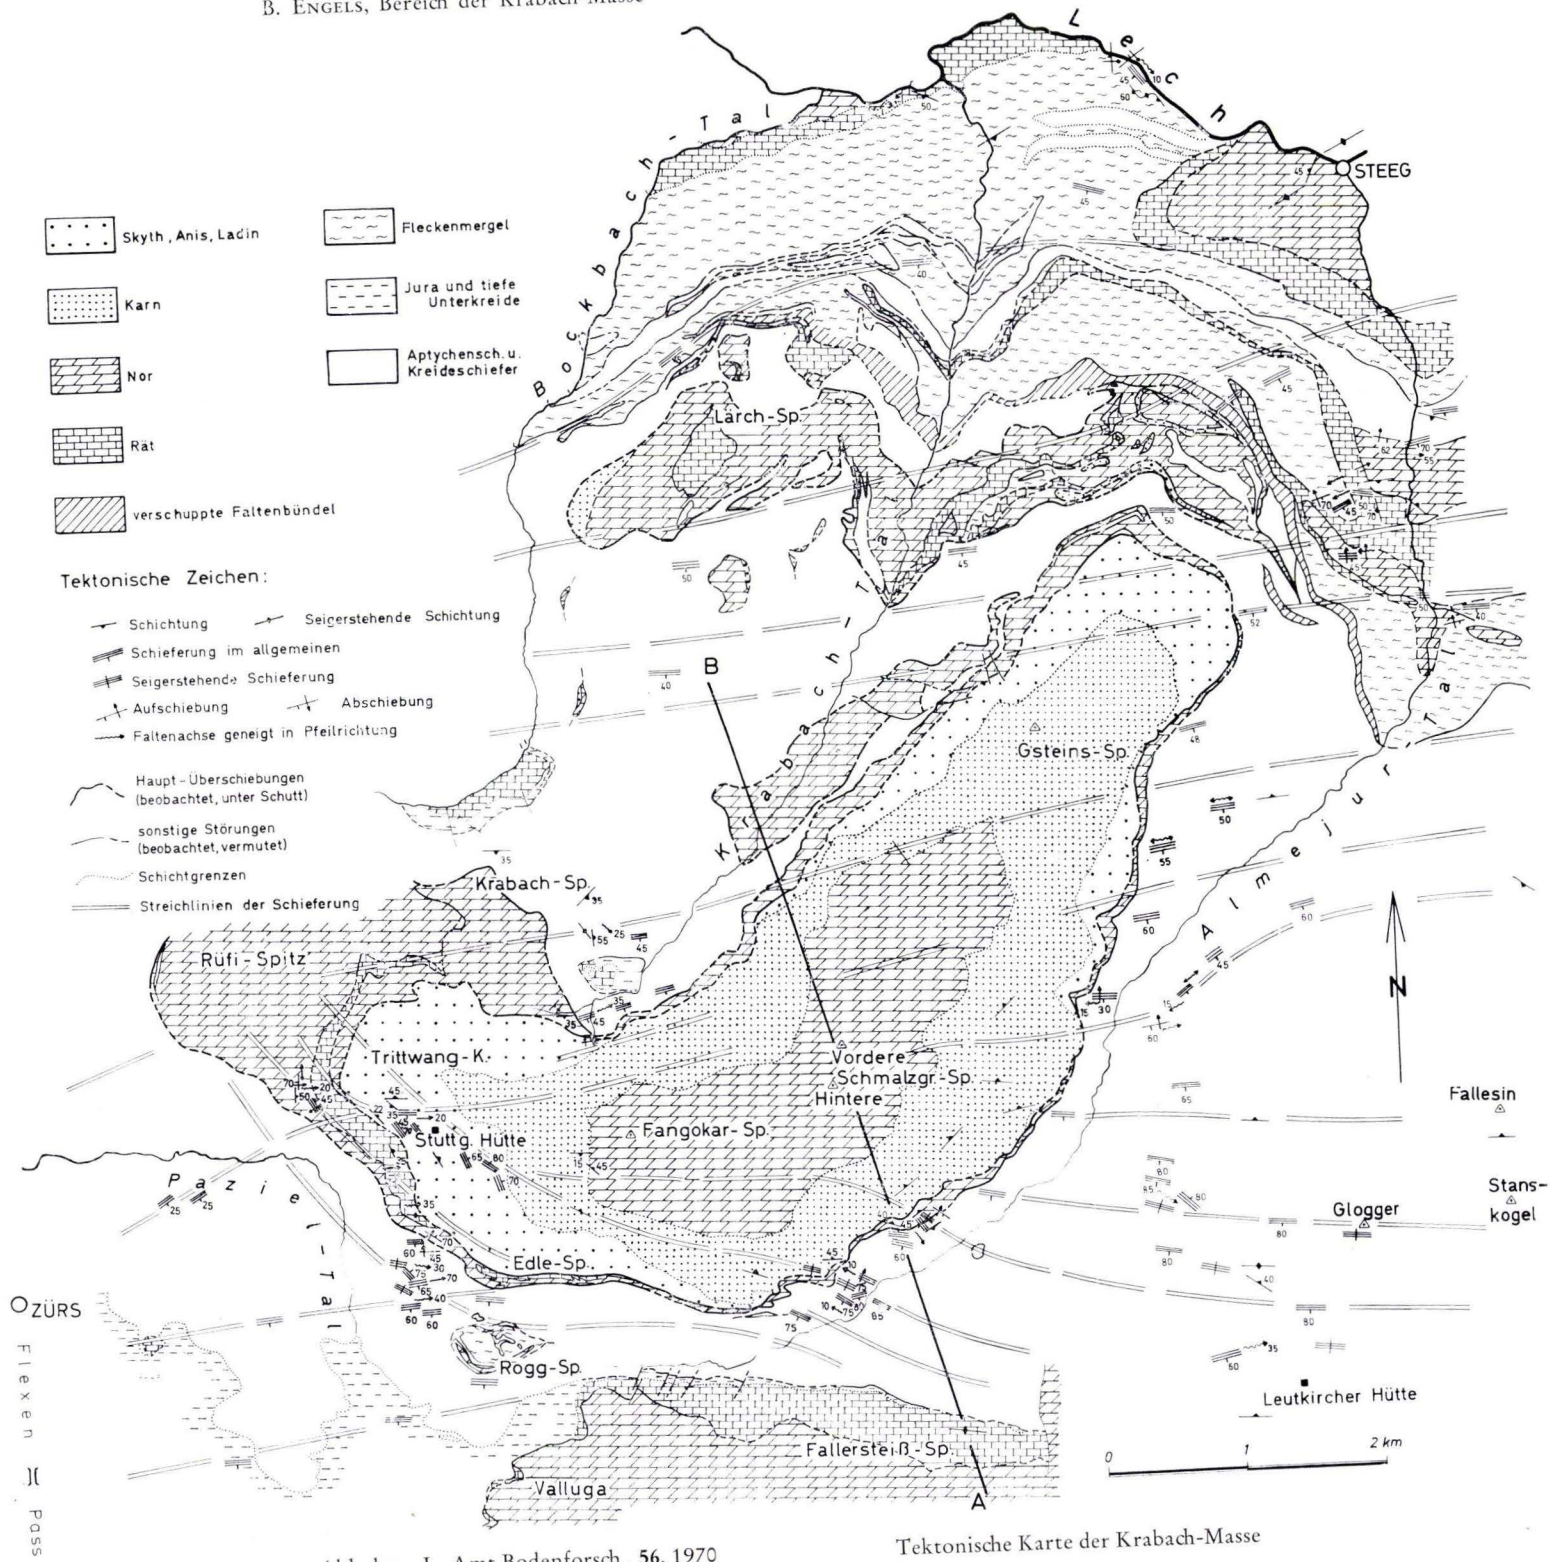 B. ENGELS, Bereich der Krabach-Masse
Lech
Bockbach-Tal
STEEG
Skyth, Anis, Ladin
Karn
Nor
Rät
verschuppte Faltenbündel
Fleckenmergel
Jura und tiefe
Unterkreide
Aptychensch. u.
Kreideschiefer
Tektonische Zeichen:
Schichtung
Seigerstehende Schichtung
Schieferung im allgemeinen
Seigerstehende Schieferung
Aufschiebung
Abschiebung
Faltenachse geneigt in Pfeilrichtung
Haupt-Überschiebungen
(beobachtet, unter Schutt)
sonstige Störungen
(beobachtet, vermutet)
Schichtgrenzen
Streichlinien der Schieferung
Lärch-Sp.
Krabach-Tal
B
Gsteins-Sp.
Almejur Tal
Krabach-Sp.
Rüfi-Spitz
N
Trittwang-K.
Vordere
Schmalzgr.-Sp.
Hintere
Fallesin
Stuttg. Hütte
Fangokar-Sp.
Paziel-Tal
Stans-
kogel
Glogger
Edle-Sp.
ZÜRS
Flexen Pass
Rogg-Sp.
Leutkircher Hütte
Fallersteiß-Sp.
Valluga
A
0 1 2 km
Tektonische Karte der Krabach-Masse
Amt Bodenforsch., 56, 1970